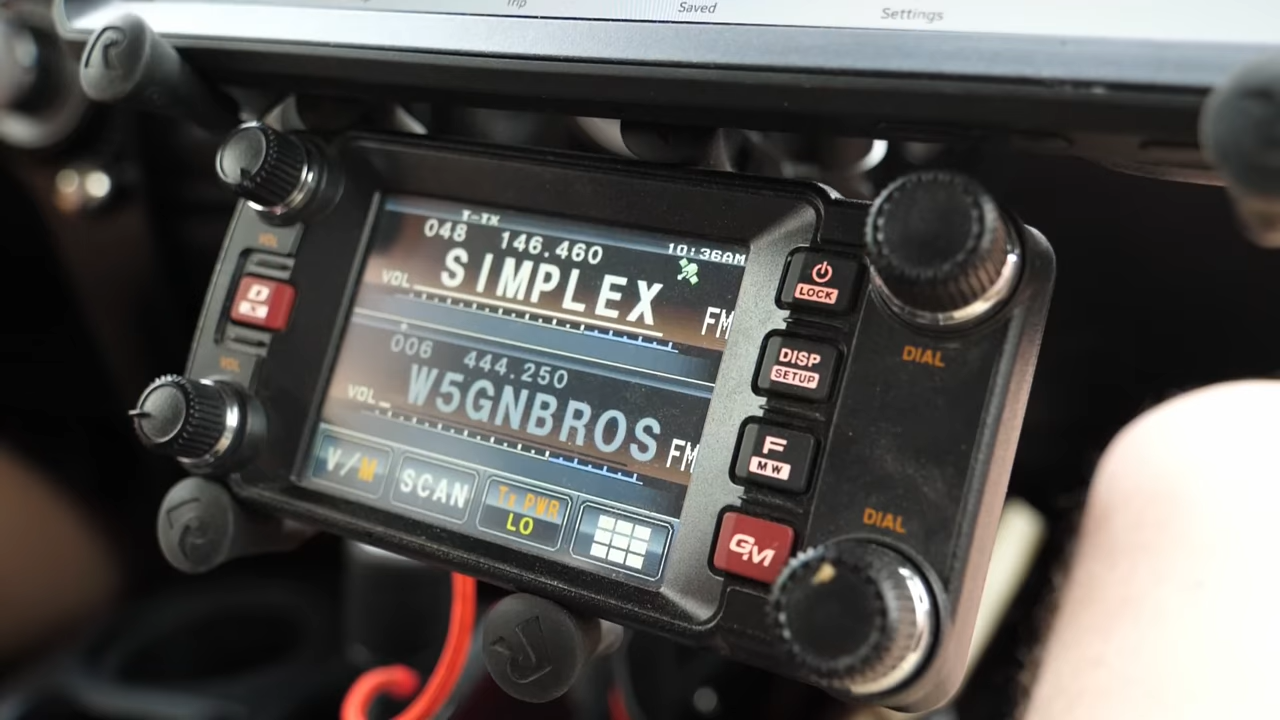 Trip
Saved
Settings
T-TX
048 146.460
10:36AM
VOL
SIMPLEX
FM
006 444.250
VOL
W5GNBROS
FM
V/M
SCAN
Tx PWR
LO
VOL
D
X
VOL
LOCK
DISP
SETUP
F
MW
GM
DIAL
DIAL